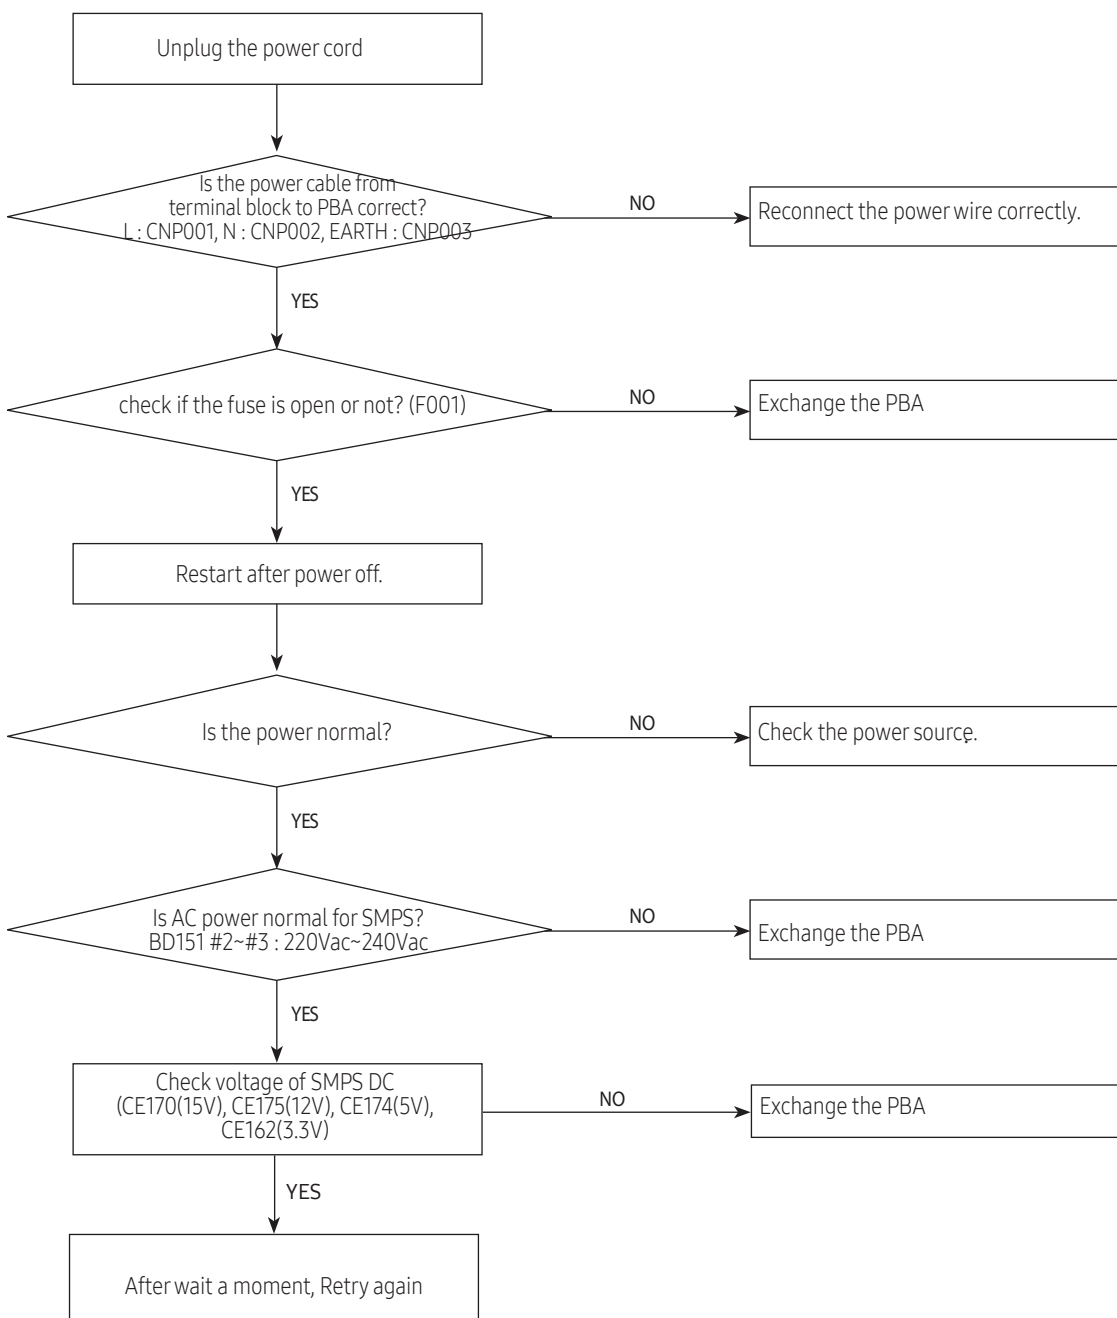 Unplug the power cord
Is the power cable from
terminal block to PBA correct?
L : CNP001, N : CNP002, EARTH : CNP003
NO
Reconnect the power wire correctly.
YES
check if the fuse is open or not? (F001)
NO
Exchange the PBA
YES
Restart after power off.
Is the power normal?
NO
Check the power source.
YES
Is AC power normal for SMPS?
BD151 #2~#3 : 220Vac~240Vac
NO
Exchange the PBA
YES
Check voltage of SMPS DC
(CE170(15V), CE175(12V), CE174(5V),
CE162(3.3V)
NO
Exchange the PBA
YES
After wait a moment, Retry again